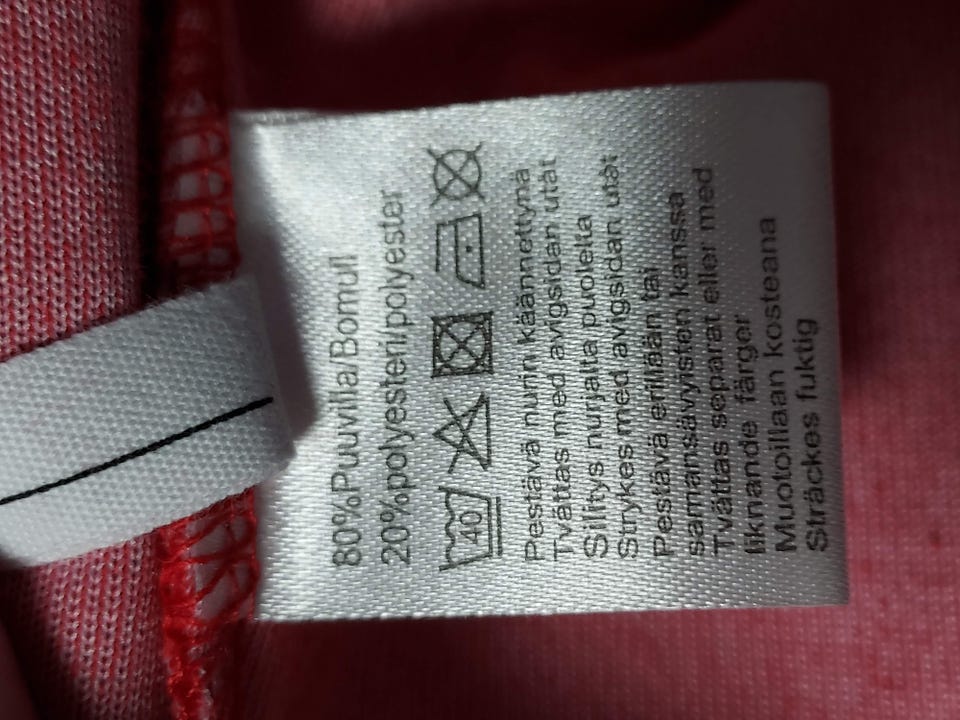 80%Puuvilla/Bomull
20%polyesteri/polyester
40
Pestävä nurin käännettynä
Tvättas med avigsidan utåt
Silitys nurjalta puolelta
Strykes med avigsidan utåt
Pestävä erillään tai
samansävyisten kanssa
Tvättas separat eller med
liknande färger
Muotoillaan kosteana
Sträckes fuktig